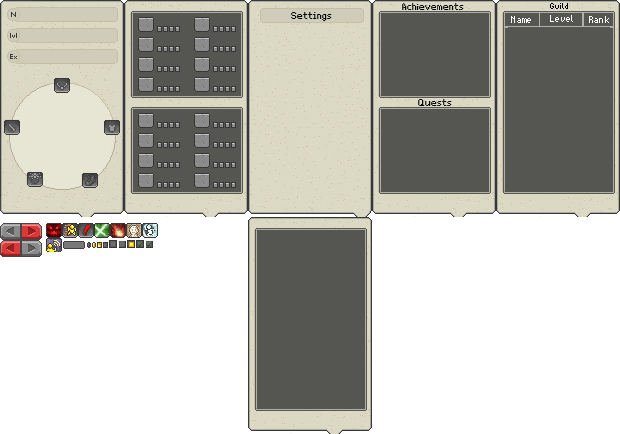 N
lvl
Ex
Settings
Achievements
Quests
Guild
Name Level Rank